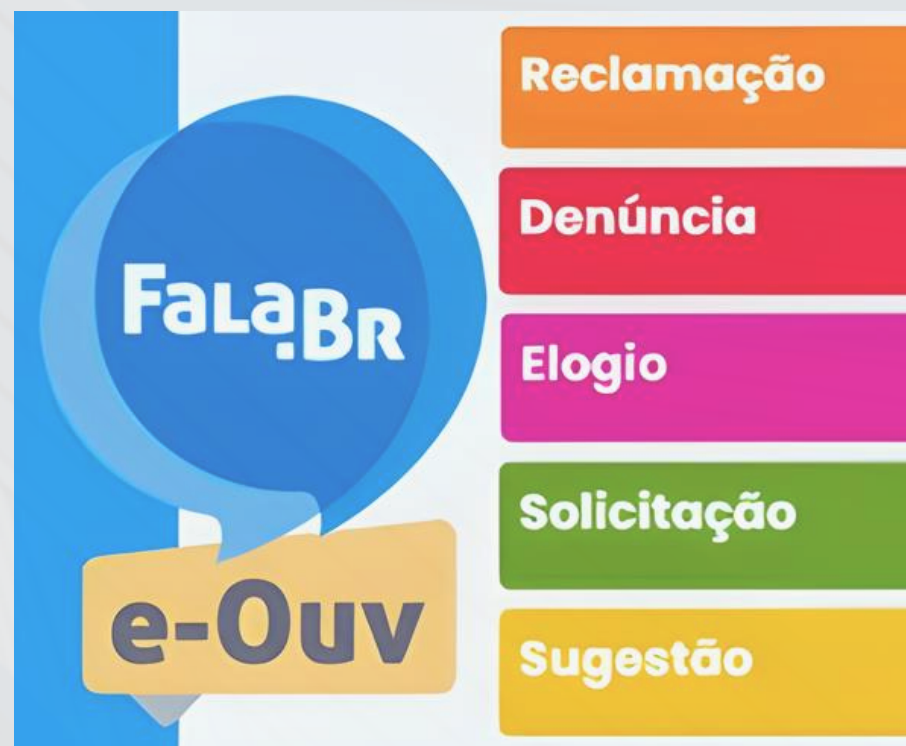 Fala.Br
e-Ouv
Reclamação
Denúncia
Elogio
Solicitação
Sugestão